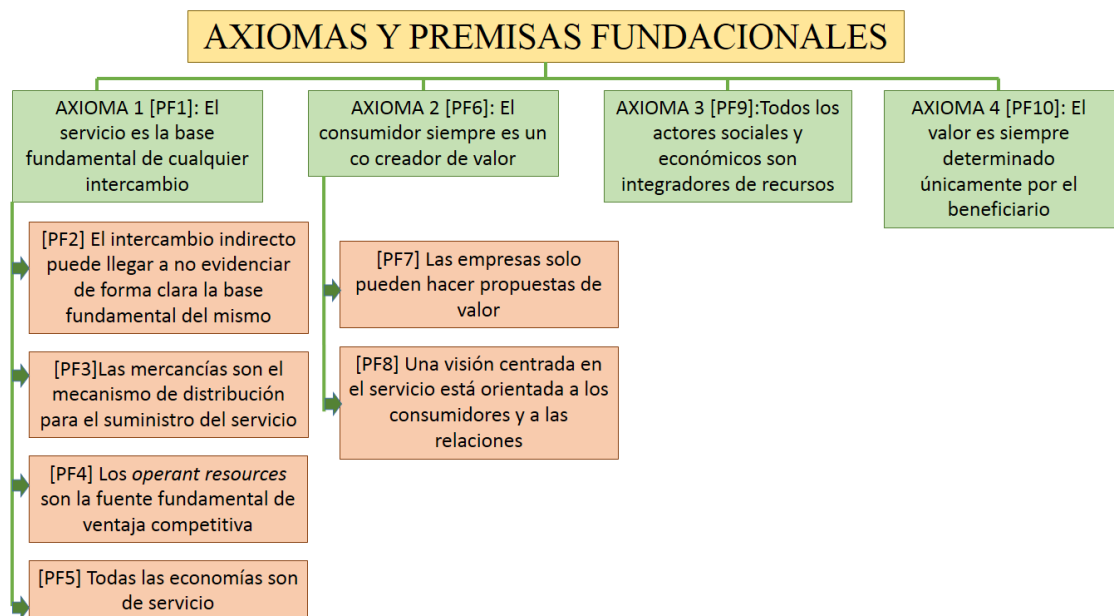 AXIOMAS Y PREMISAS FUNDACIONALES
AXIOMA 1 [PF1]: El
servicio es la base
fundamental de cualquier
intercambio
[PF2] El intercambio indirecto
puede llegar a no evidenciar
de forma clara la base
fundamental del mismo
[PF3]Las mercancías son el
mecanismo de distribución
para el suministro del servicio
[PF4] Los operant resources
son la fuente fundamental de
ventaja competitiva
[PF5] Todas las economías son
de servicio
AXIOMA 2 [PF6]: El
consumidor siempre es un
co creador de valor
[PF7] Las empresas solo
pueden hacer propuestas de
valor
[PF8] Una visión centrada en
el servicio está orientada a los
consumidores y a las
relaciones
AXIOMA 3 [PF9]:Todos los
actores sociales y
económicos son
integradores de recursos
AXIOMA 4 [PF10]: El
valor es siempre
determinado
únicamente por el
beneficiario